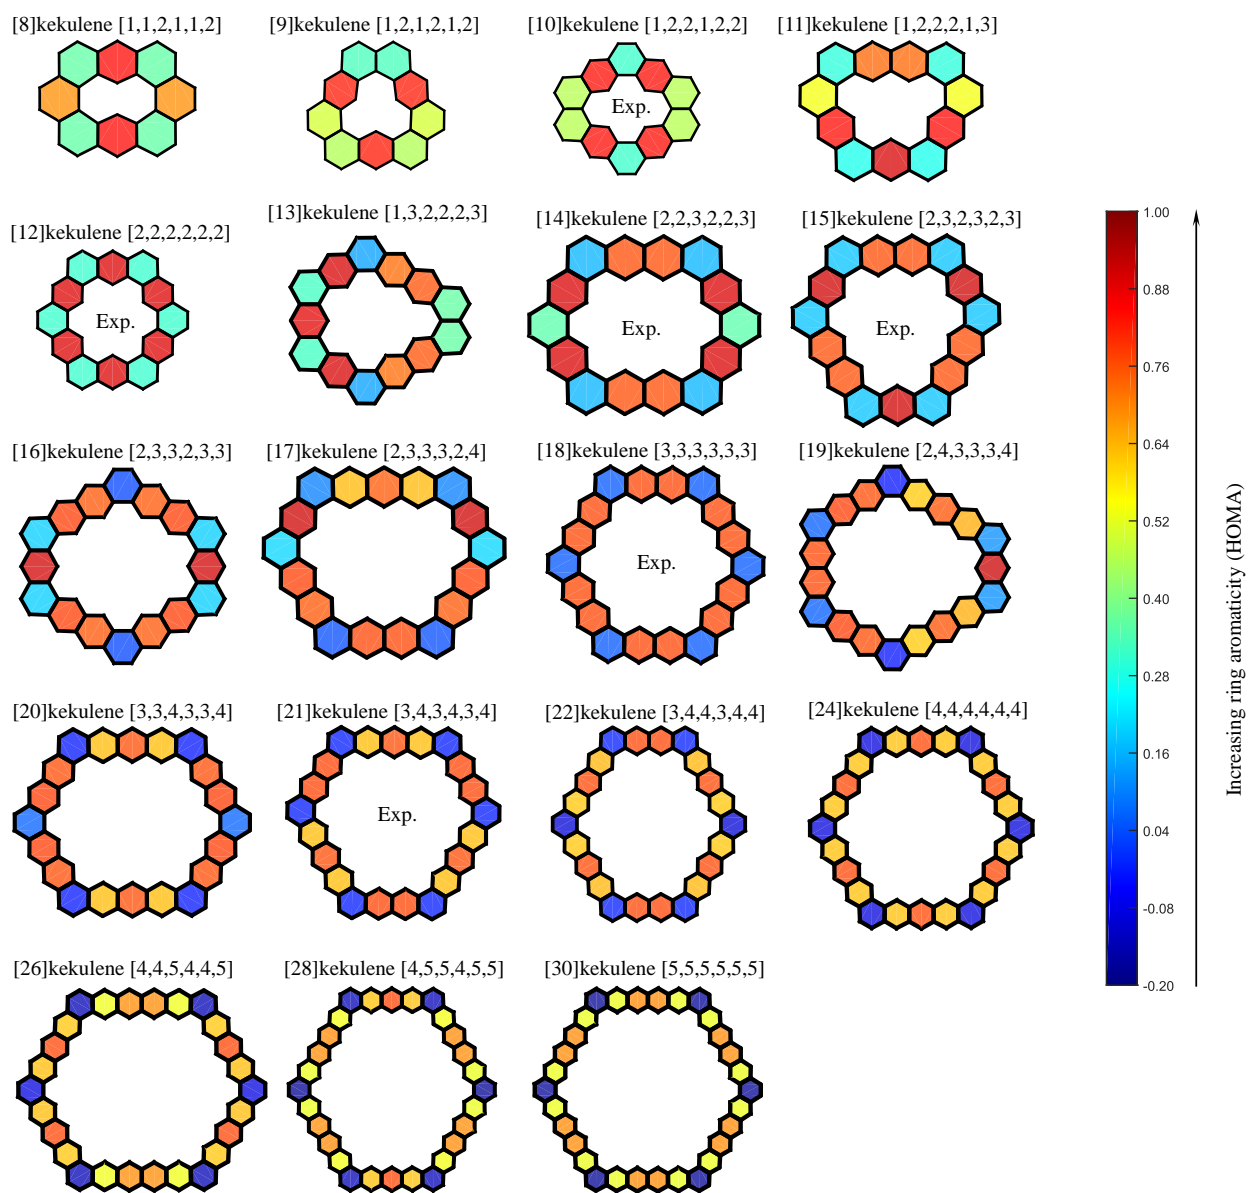 [8]kekulene [1,1,2,1,1,2]
[9]kekulene [1,2,1,2,1,2]
[10]kekulene [1,2,2,1,2,2]
[11]kekulene [1,2,2,2,1,3]
Exp.
[12]kekulene [2,2,2,2,2,2]
[13]kekulene [1,3,2,2,2,3]
[14]kekulene [2,2,3,2,2,3]
[15]kekulene [2,3,2,3,2,3]
Exp.
Exp.
Exp.
[16]kekulene [2,3,3,2,3,3]
[17]kekulene [2,3,3,3,2,4]
[18]kekulene [3,3,3,3,3,3]
[19]kekulene [2,4,3,3,3,4]
Exp.
[20]kekulene [3,3,4,3,3,4]
[21]kekulene [3,4,3,4,3,4]
[22]kekulene [3,4,4,3,4,4]
[24]kekulene [4,4,4,4,4,4]
Exp.
[26]kekulene [4,4,5,4,4,5]
[28]kekulene [4,5,5,4,5,5]
[30]kekulene [5,5,5,5,5,5]
1.00
0.88
0.76
0.64
0.52
0.40
0.28
0.16
0.04
-0.08
-0.20
Increasing ring aromaticity (HOMA)